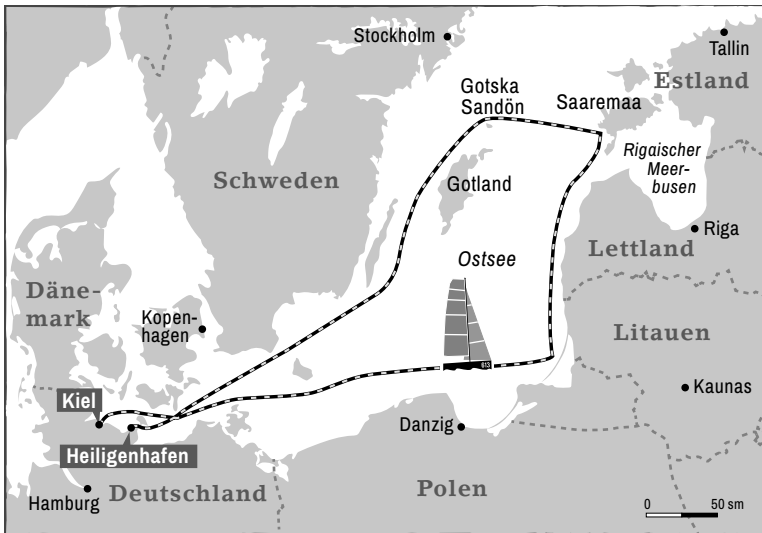 Stockholm
Tallin
Estland
Gotska
Sandön
Saaremaa
Rigaischer
Meer-
busen
Schweden
Gotland
Riga
Lettland
Ostsee
Däne-
mark
Kopen-
hagen
Litauen
613
Kaunas
Kiel
Danzig
Heiligenhafen
Hamburg
Deutschland
Polen
0 50 sm